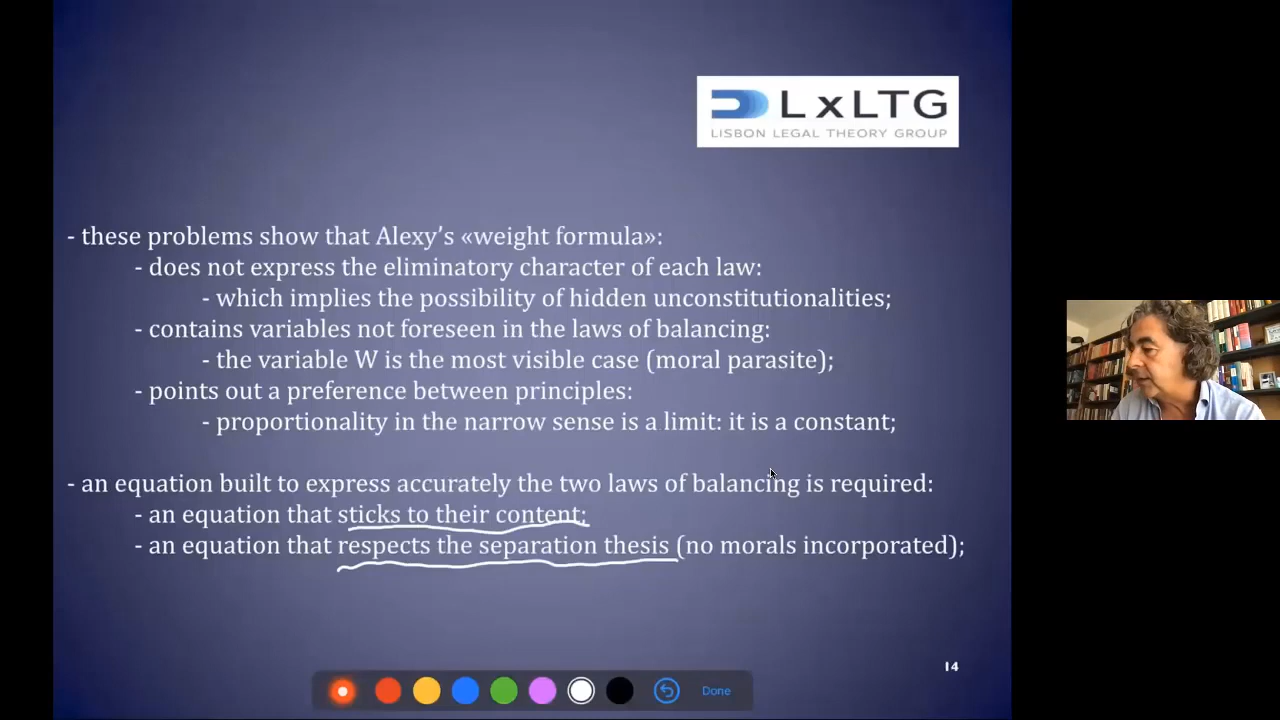 LxLTG
LISBON LEGAL THEORY GROUP
- these problems show that Alexy's «weight formula»:
- does not express the eliminatory character of each law:
- which implies the possibility of hidden unconstitutionalities;
- contains variables not foreseen in the laws of balancing:
- the variable W is the most visible case (moral parasite);
- points out a preference between principles:
- proportionality in the narrow sense is a limit: it is a constant;
- an equation built to express accurately the two laws of balancing is required:
- an equation that sticks to their content;
- an equation that respects the separation thesis (no morals incorporated);
14
Done